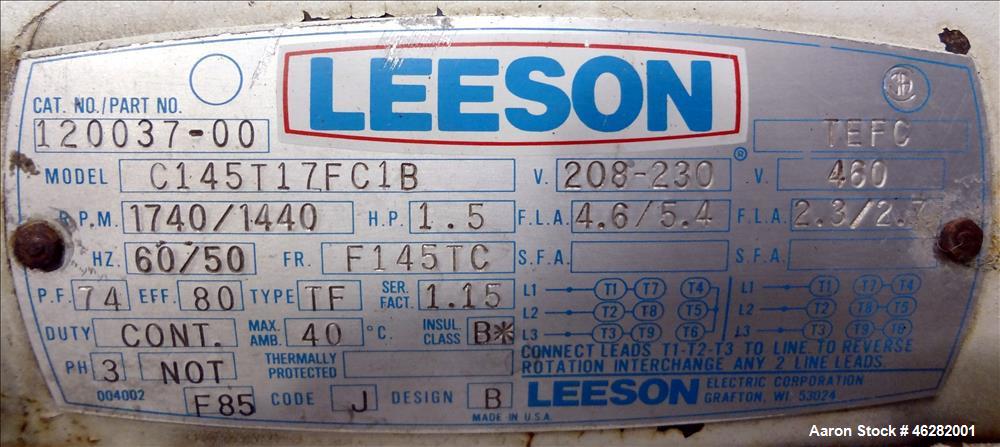 LEESON
CAT. NO./PART NO.
120037-00
TEFC
MODEL C145T17FC1B V. 208-230 V. 460
R.P.M. 1740/1440 H.P. 1.5 F.L.A. 4.6/5.4 F.L.A. 2.3/2.7
HZ. 60/50 FR. F145TC S.F.A. S.F.A.
P.F. 74 EFF. 80 TYPE TF SER. FACT. 1.15
L1 T1 T7 T4 L1 T1 T7 T4
L2 T2 T8 T5 L2 T2 T8 T5
L3 T3 T9 T6 L3 T3 T9 T6
DUTY CONT. MAX. AMB. 40 °C. INSUL. CLASS B*
CONNECT LEADS T1-T2-T3 TO LINE. TO REVERSE
ROTATION INTERCHANGE ANY 2 LINE LEADS.
PH 3 NOT THERMALLY PROTECTED
004002 F85 CODE J DESIGN B
LEESON ELECTRIC CORPORATION
GRAFTON, WI 53024
MADE IN U.S.A.
Aaron Stock # 46282001